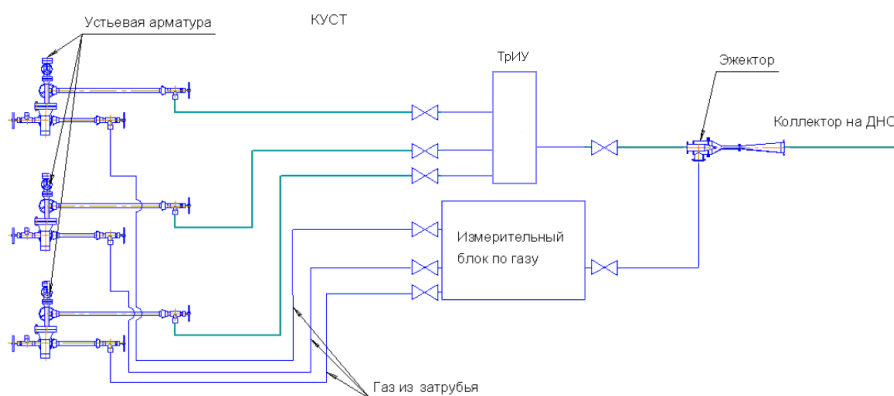 Устьевая арматура
КУСТ
ТрИУ
Эжектор
Коллектор на ДНС
Измерительный
блок по газу
Газ из затрубья